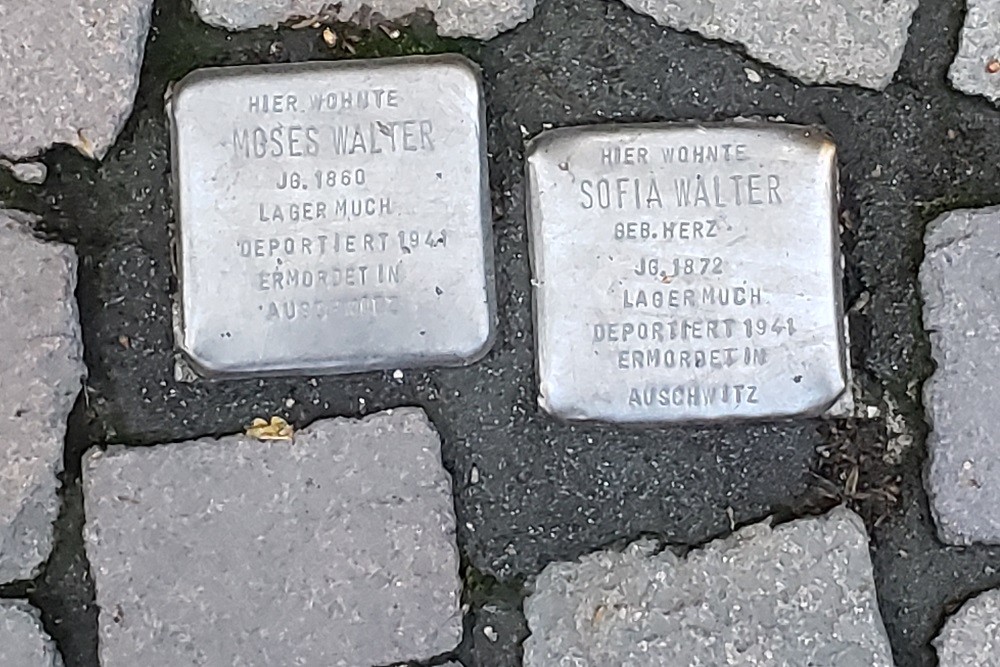 HIER WOHNTE
MOSES WALTER
JG. 1860
LAGER MUCH
DEPORTIERT 1941
ERMORDET IN
AUSCHWITZ
HIER WOHNTE
SOFIA WALTER
GEB. HERZ
JG. 1872
LAGER MUCH
DEPORTIERT 1941
ERMORDET IN
AUSCHWITZ